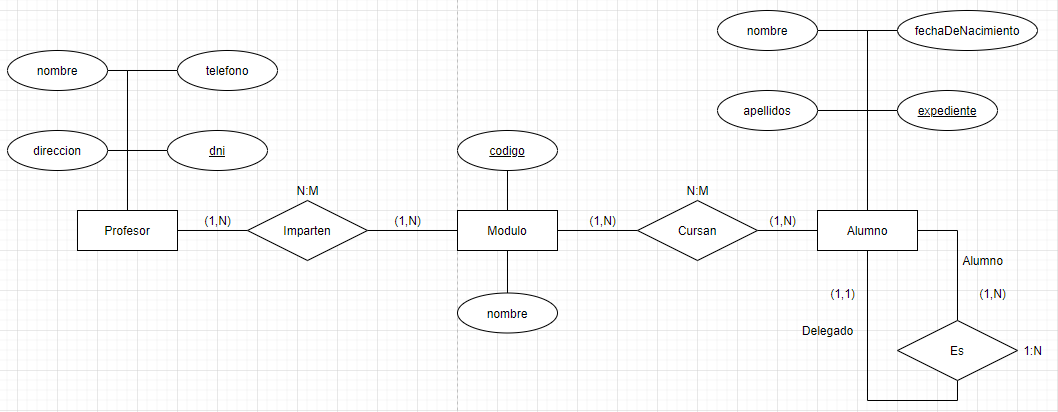 nombre
fechaDeNacimiento
nombre
telefono
apellidos
expediente
direccion
dni
codigo
N:M
N:M
(1,N)
(1,N)
(1,N)
(1,N)
Profesor
Imparten
Modulo
Cursan
Alumno
Alumno
(1,1)
(1,N)
nombre
Delegado
Es
1:N